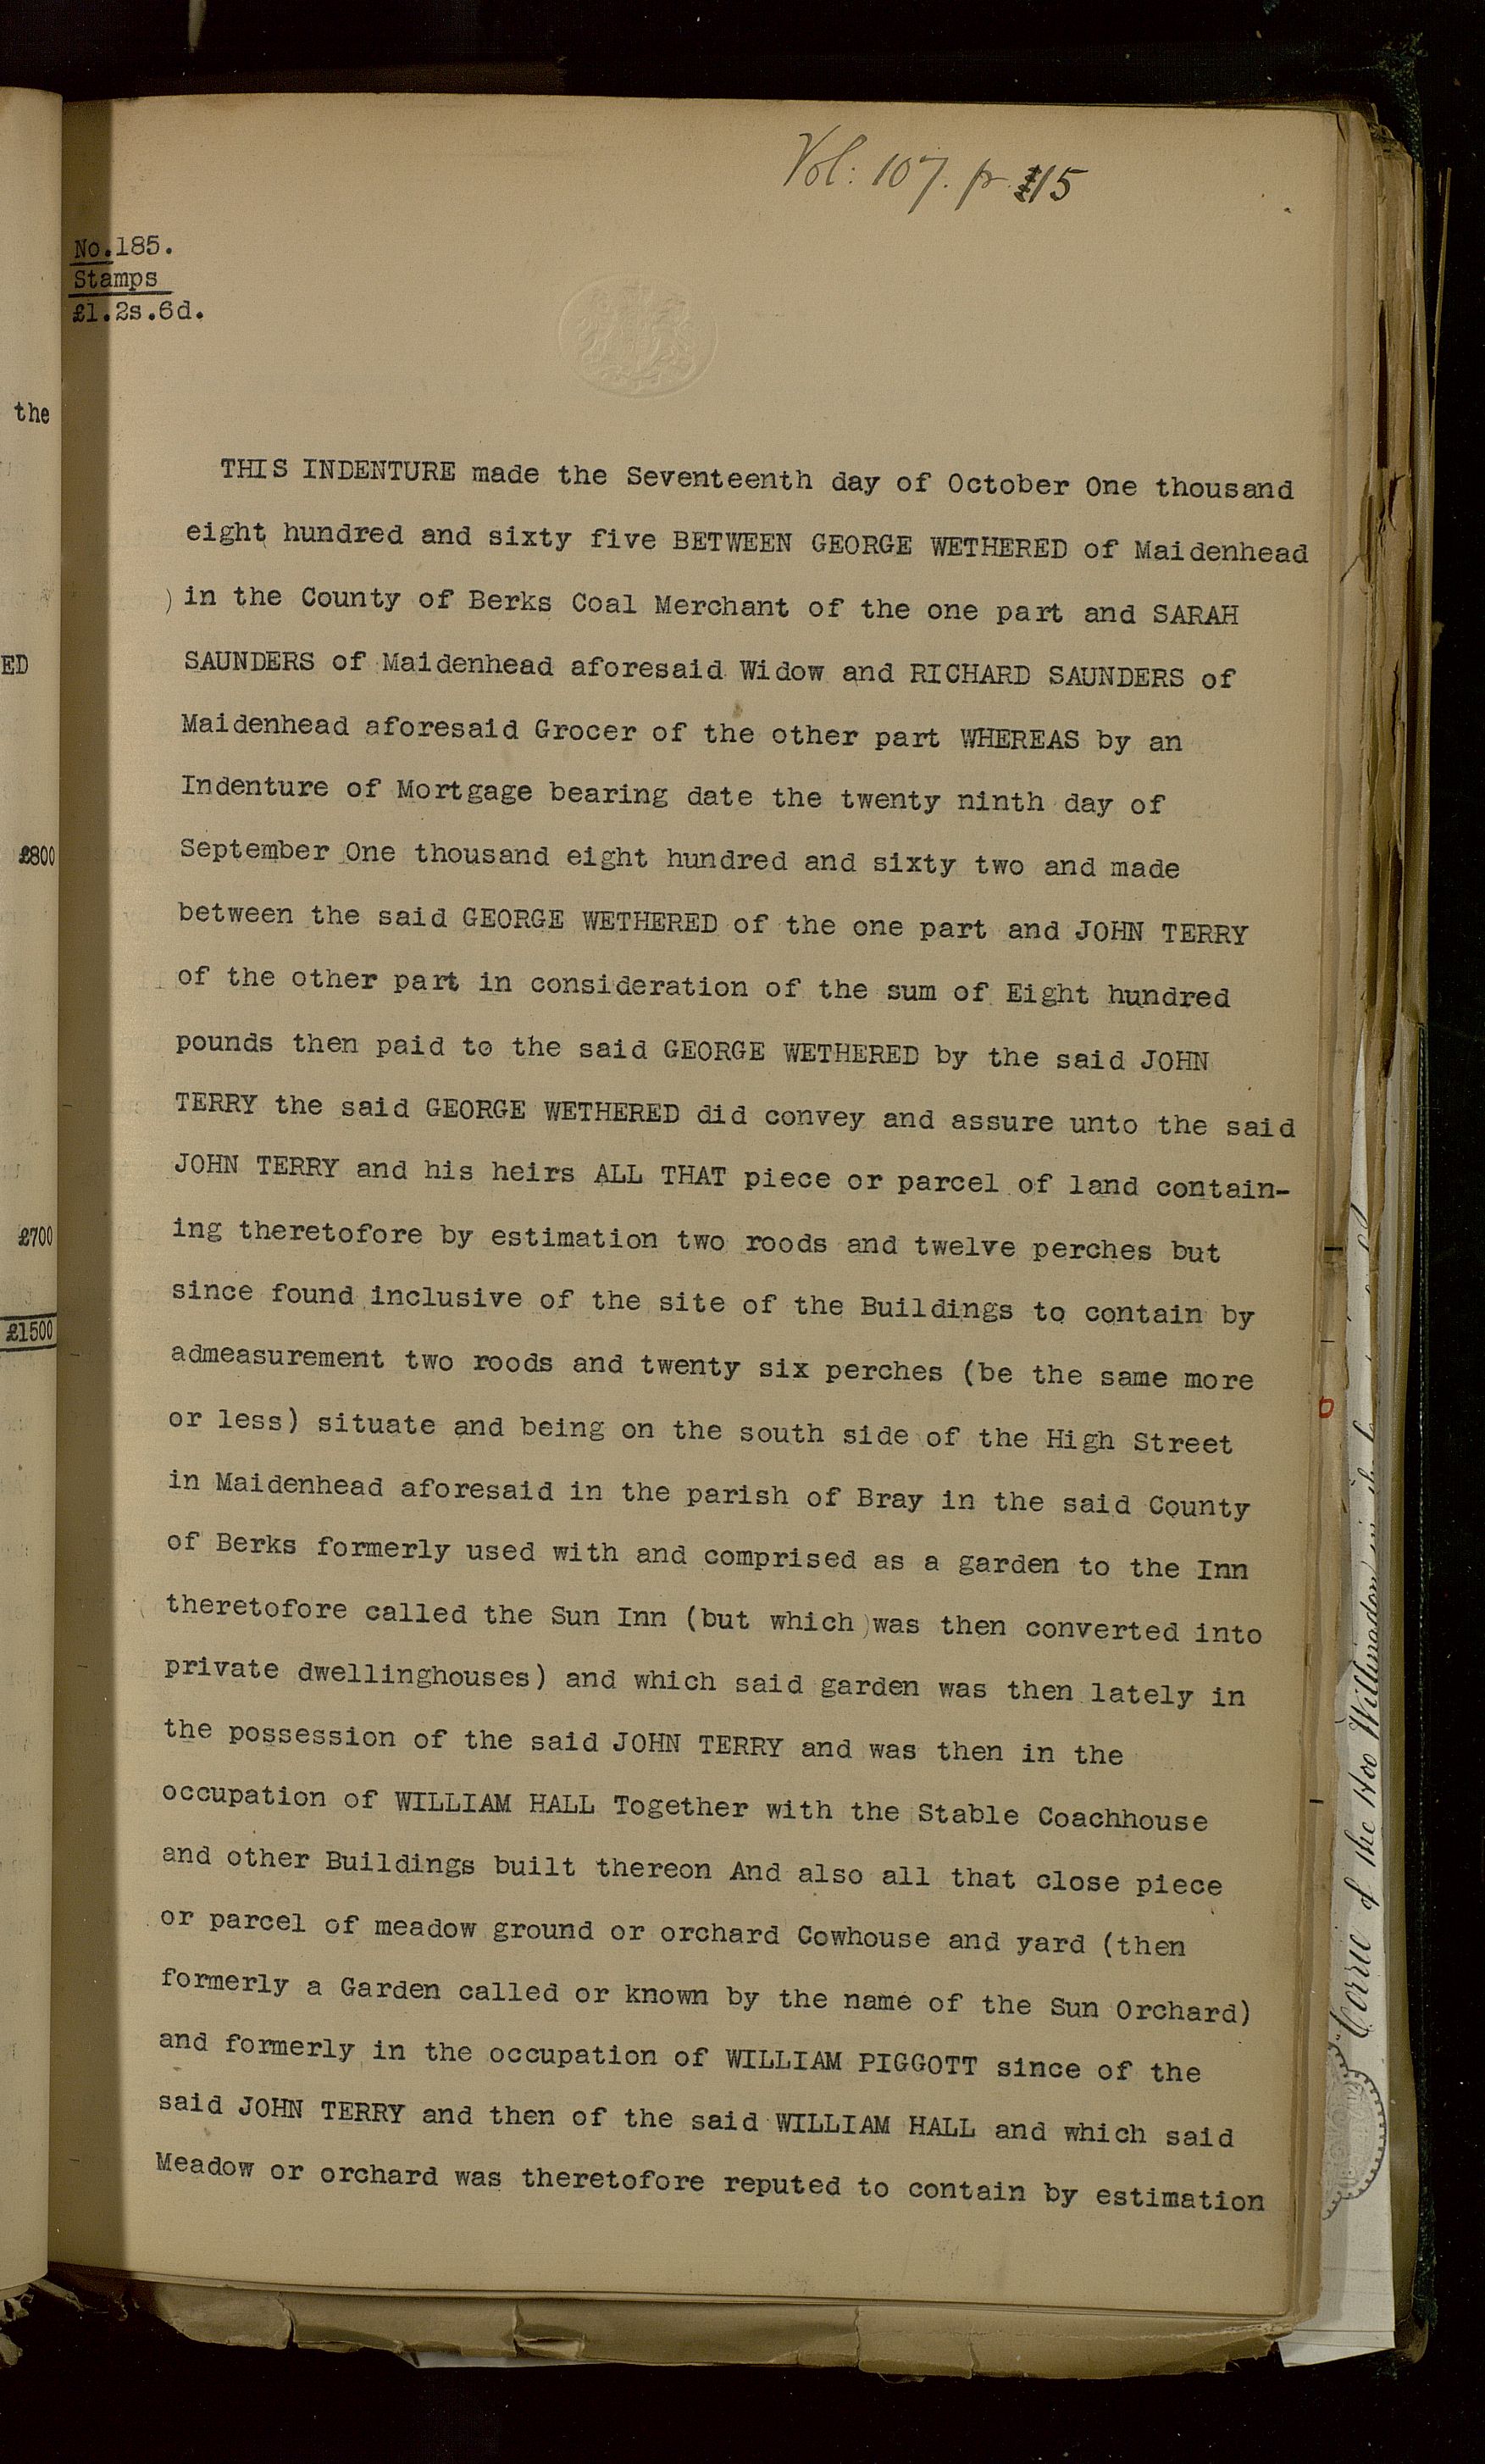 Vol: 107. p. 115
No.185.
Stamps
£1.2s.6d.
the
ED
£800
£700
£1500
THIS INDENTURE made the Seventeenth day of October One thousand
eight hundred and sixty five BETWEEN GEORGE WETHERED of Maidenhead
in the County of Berks Coal Merchant of the one part and SARAH
SAUNDERS of Maidenhead aforesaid Widow and RICHARD SAUNDERS of
Maidenhead aforesaid Grocer of the other part WHEREAS by an
Indenture of Mortgage bearing date the twenty ninth day of
September One thousand eight hundred and sixty two and made
between the said GEORGE WETHERED of the one part and JOHN TERRY
of the other part in consideration of the sum of Eight hundred
pounds then paid to the said GEORGE WETHERED by the said JOHN
TERRY the said GEORGE WETHERED did convey and assure unto the said
JOHN TERRY and his heirs ALL THAT piece or parcel of land contain-
ing theretofore by estimation two roods and twelve perches but
since found inclusive of the site of the Buildings to contain by
admeasurement two roods and twenty six perches (be the same more
or less) situate and being on the south side of the High Street
in Maidenhead aforesaid in the parish of Bray in the said County
of Berks formerly used with and comprised as a garden to the Inn
theretofore called the Sun Inn (but which)was then converted into
private dwellinghouses) and which said garden was then lately in
the possession of the said JOHN TERRY and was then in the
occupation of WILLIAM HALL Together with the Stable Coachhouse
and other Buildings built thereon And also all that close piece
or parcel of meadow ground or orchard Cowhouse and yard (then
formerly a Garden called or known by the name of the Sun Orchard)
and formerly in the occupation of WILLIAM PIGGOTT since of the
said JOHN TERRY and then of the said WILLIAM HALL and which said
Meadow or orchard was theretofore reputed to contain by estimation
Corrie of the Hoo Willingdon